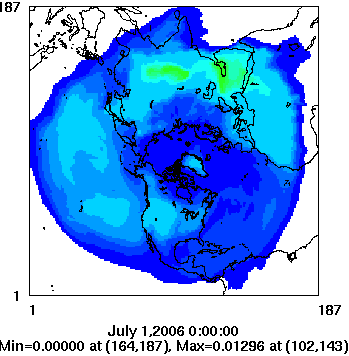 187
1
1 187
July 1,2006 0:00:00
Min=0.00000 at (164,187), Max=0.01296 at (102,143)